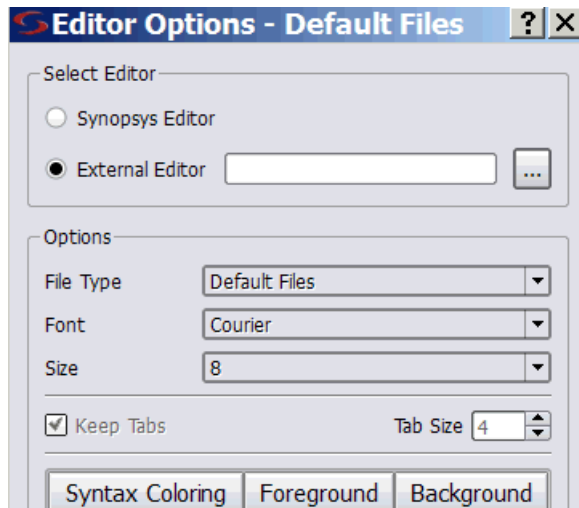 Editor Options - Default Files ? ×
Select Editor
Synopsys Editor
External Editor ...
Options
File Type Default Files
Font Courier
Size 8
Keep Tabs Tab Size 4
Syntax Coloring Foreground Background